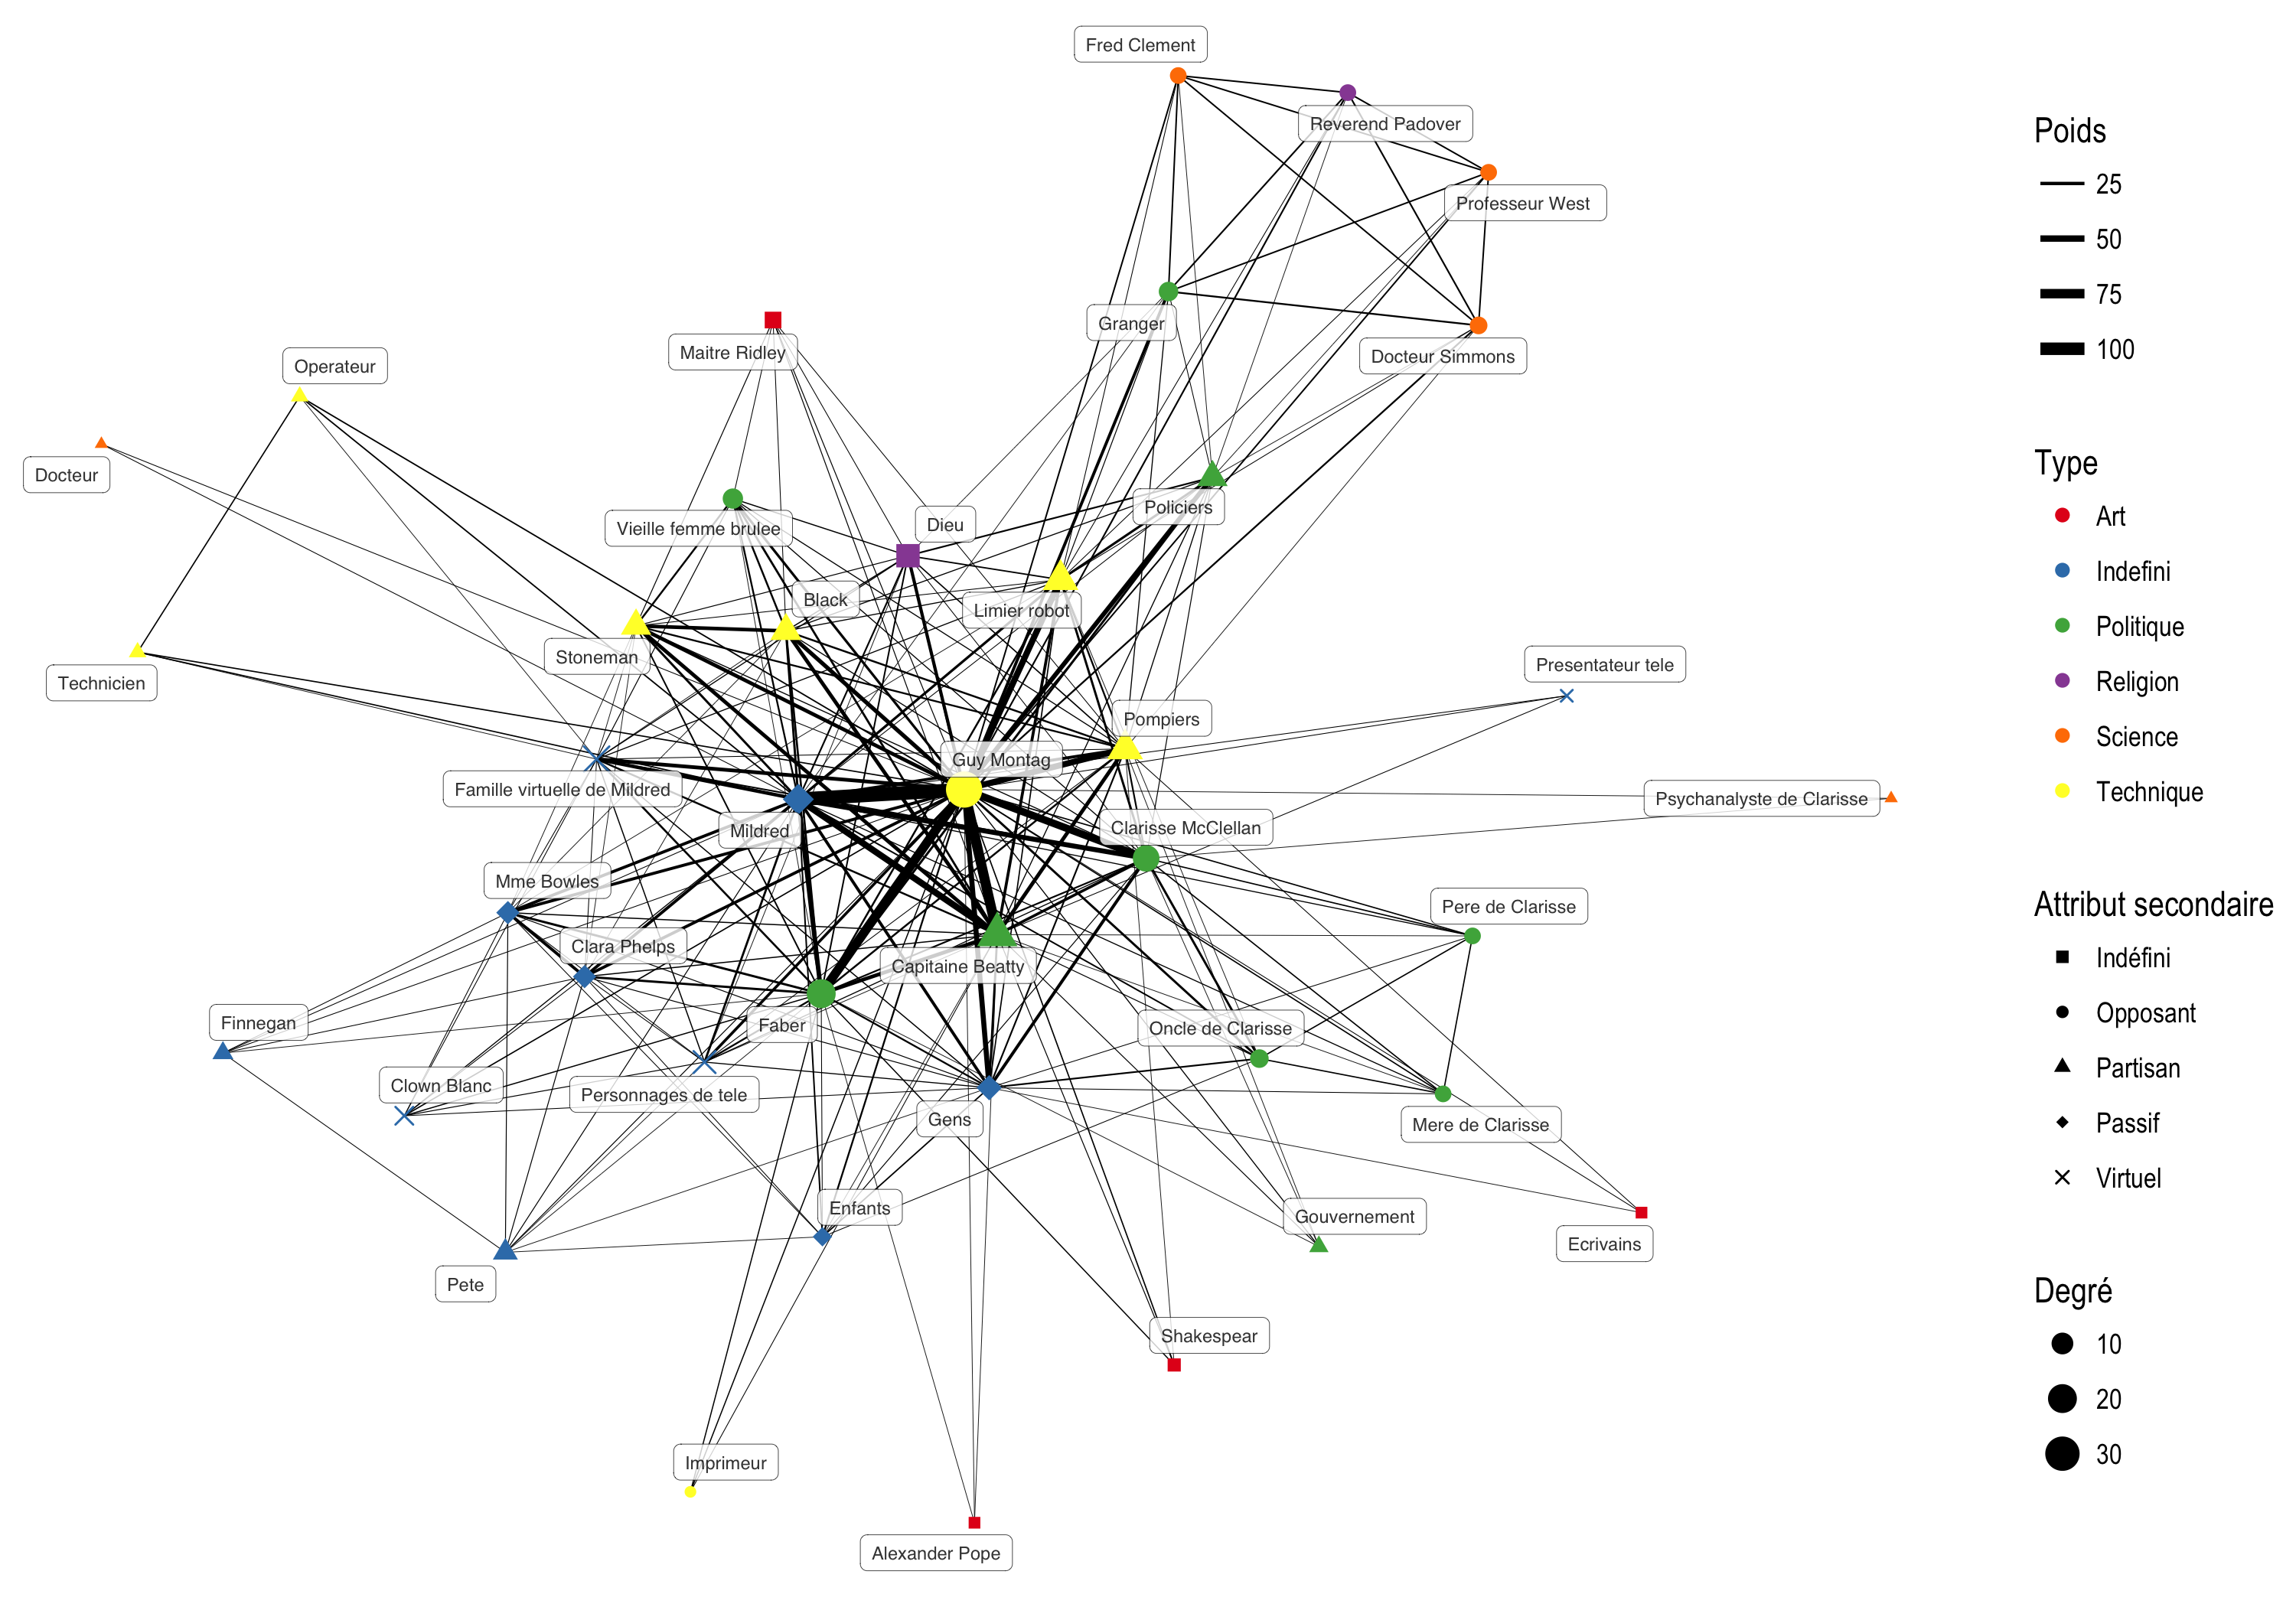 Fred Clement
Reverend Padover
Professeur West
Granger
Maitre Ridley
Docteur Simmons
Operateur
Docteur
Policiers
Dieu
Vieille femme brulee
Black
Limier robot
Stoneman
Presentateur tele
Technicien
Pompiers
Guy Montag
Famille virtuelle de Mildred
Psychanalyste de Clarisse
Mildred
Clarisse McClellan
Mme Bowles
Pere de Clarisse
Clara Phelps
Capitaine Beatty
Finnegan
Faber
Oncle de Clarisse
Clown Blanc
Personnages de tele
Gens
Mere de Clarisse
Enfants
Gouvernement
Ecrivains
Pete
Shakespear
Imprimeur
Alexander Pope
Poids
25
50
75
100
Type
Art
Indefini
Politique
Religion
Science
Technique
Attribut secondaire
Indéfini
Opposant
Partisan
Passif
Virtuel
Degré
10
20
30